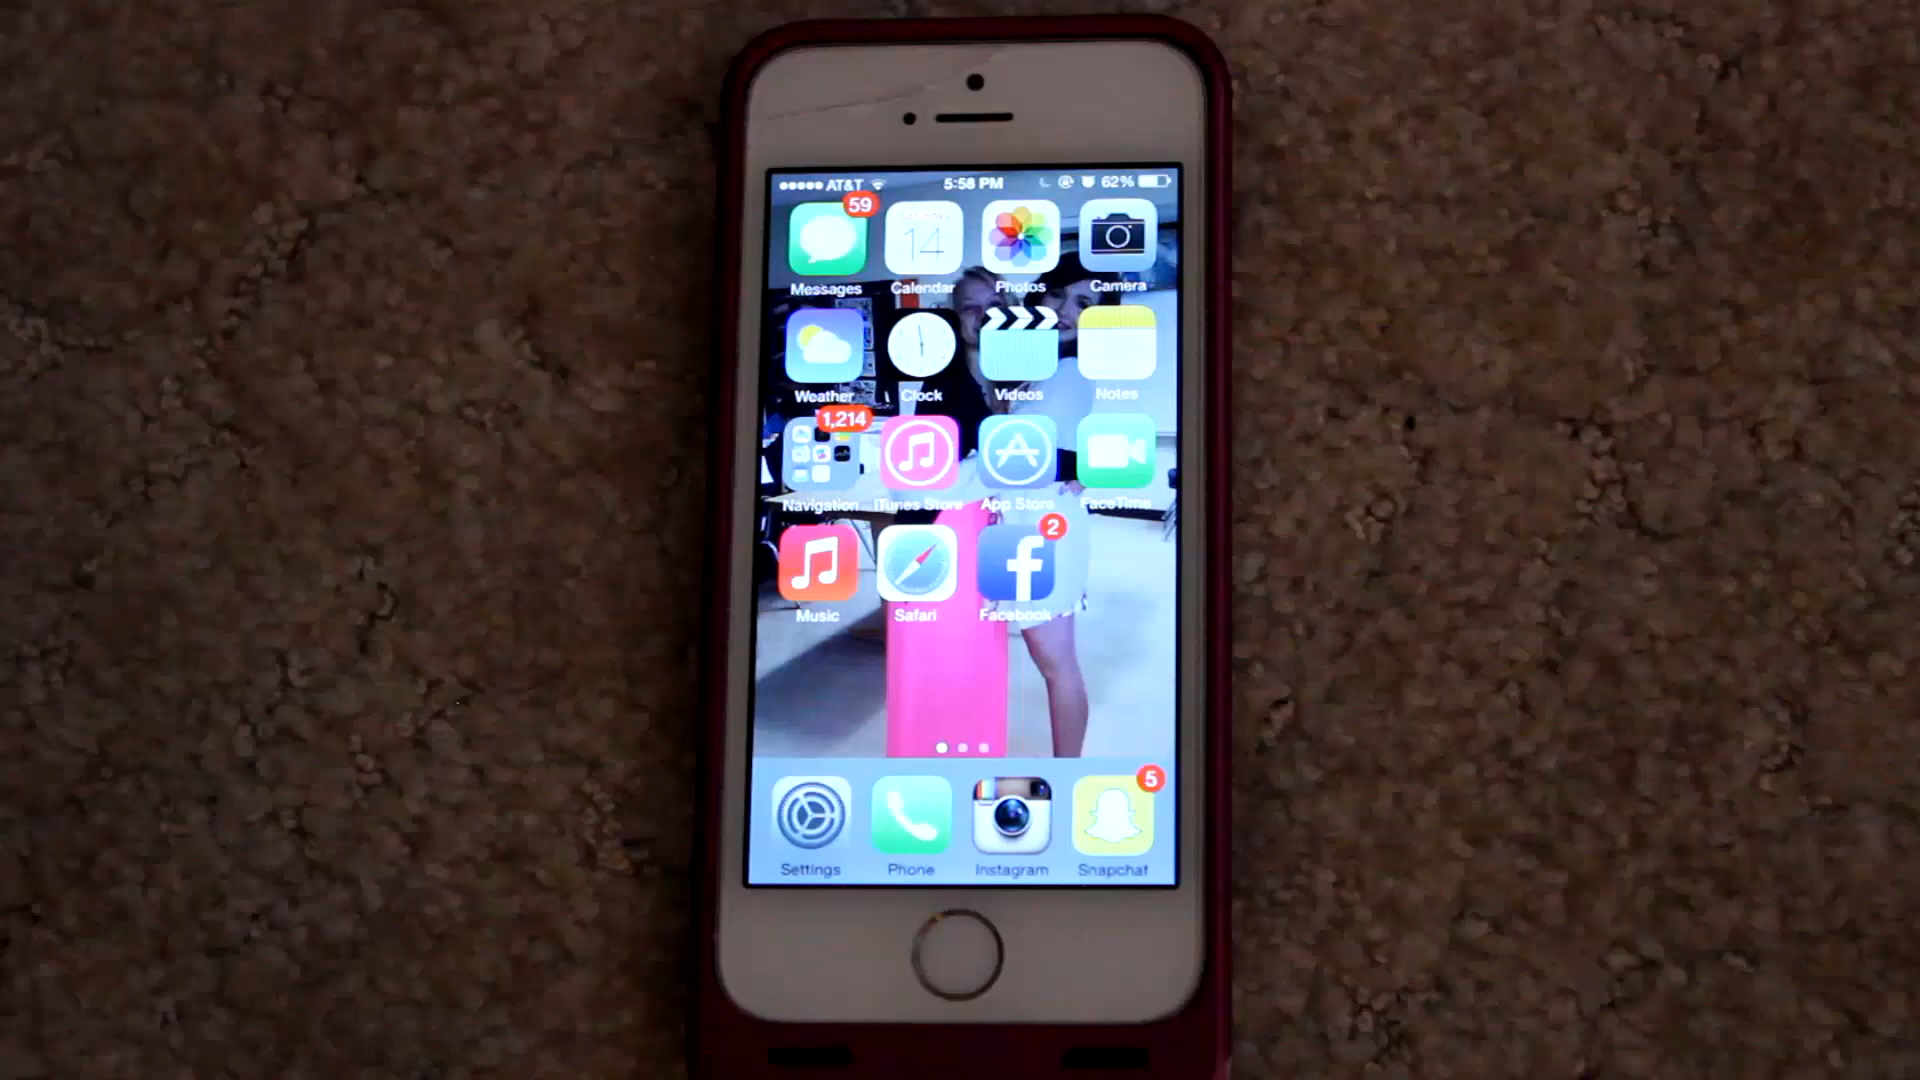 AT&T 5:58 PM 62%
59
Saturday
14
Messages Calendar Photos Camera
Weather Clock Videos Notes
1,214
Navigation iTunes Store App Store FaceTime
2
Music Safari Facebook
5
Settings Phone Instagram Snapchat